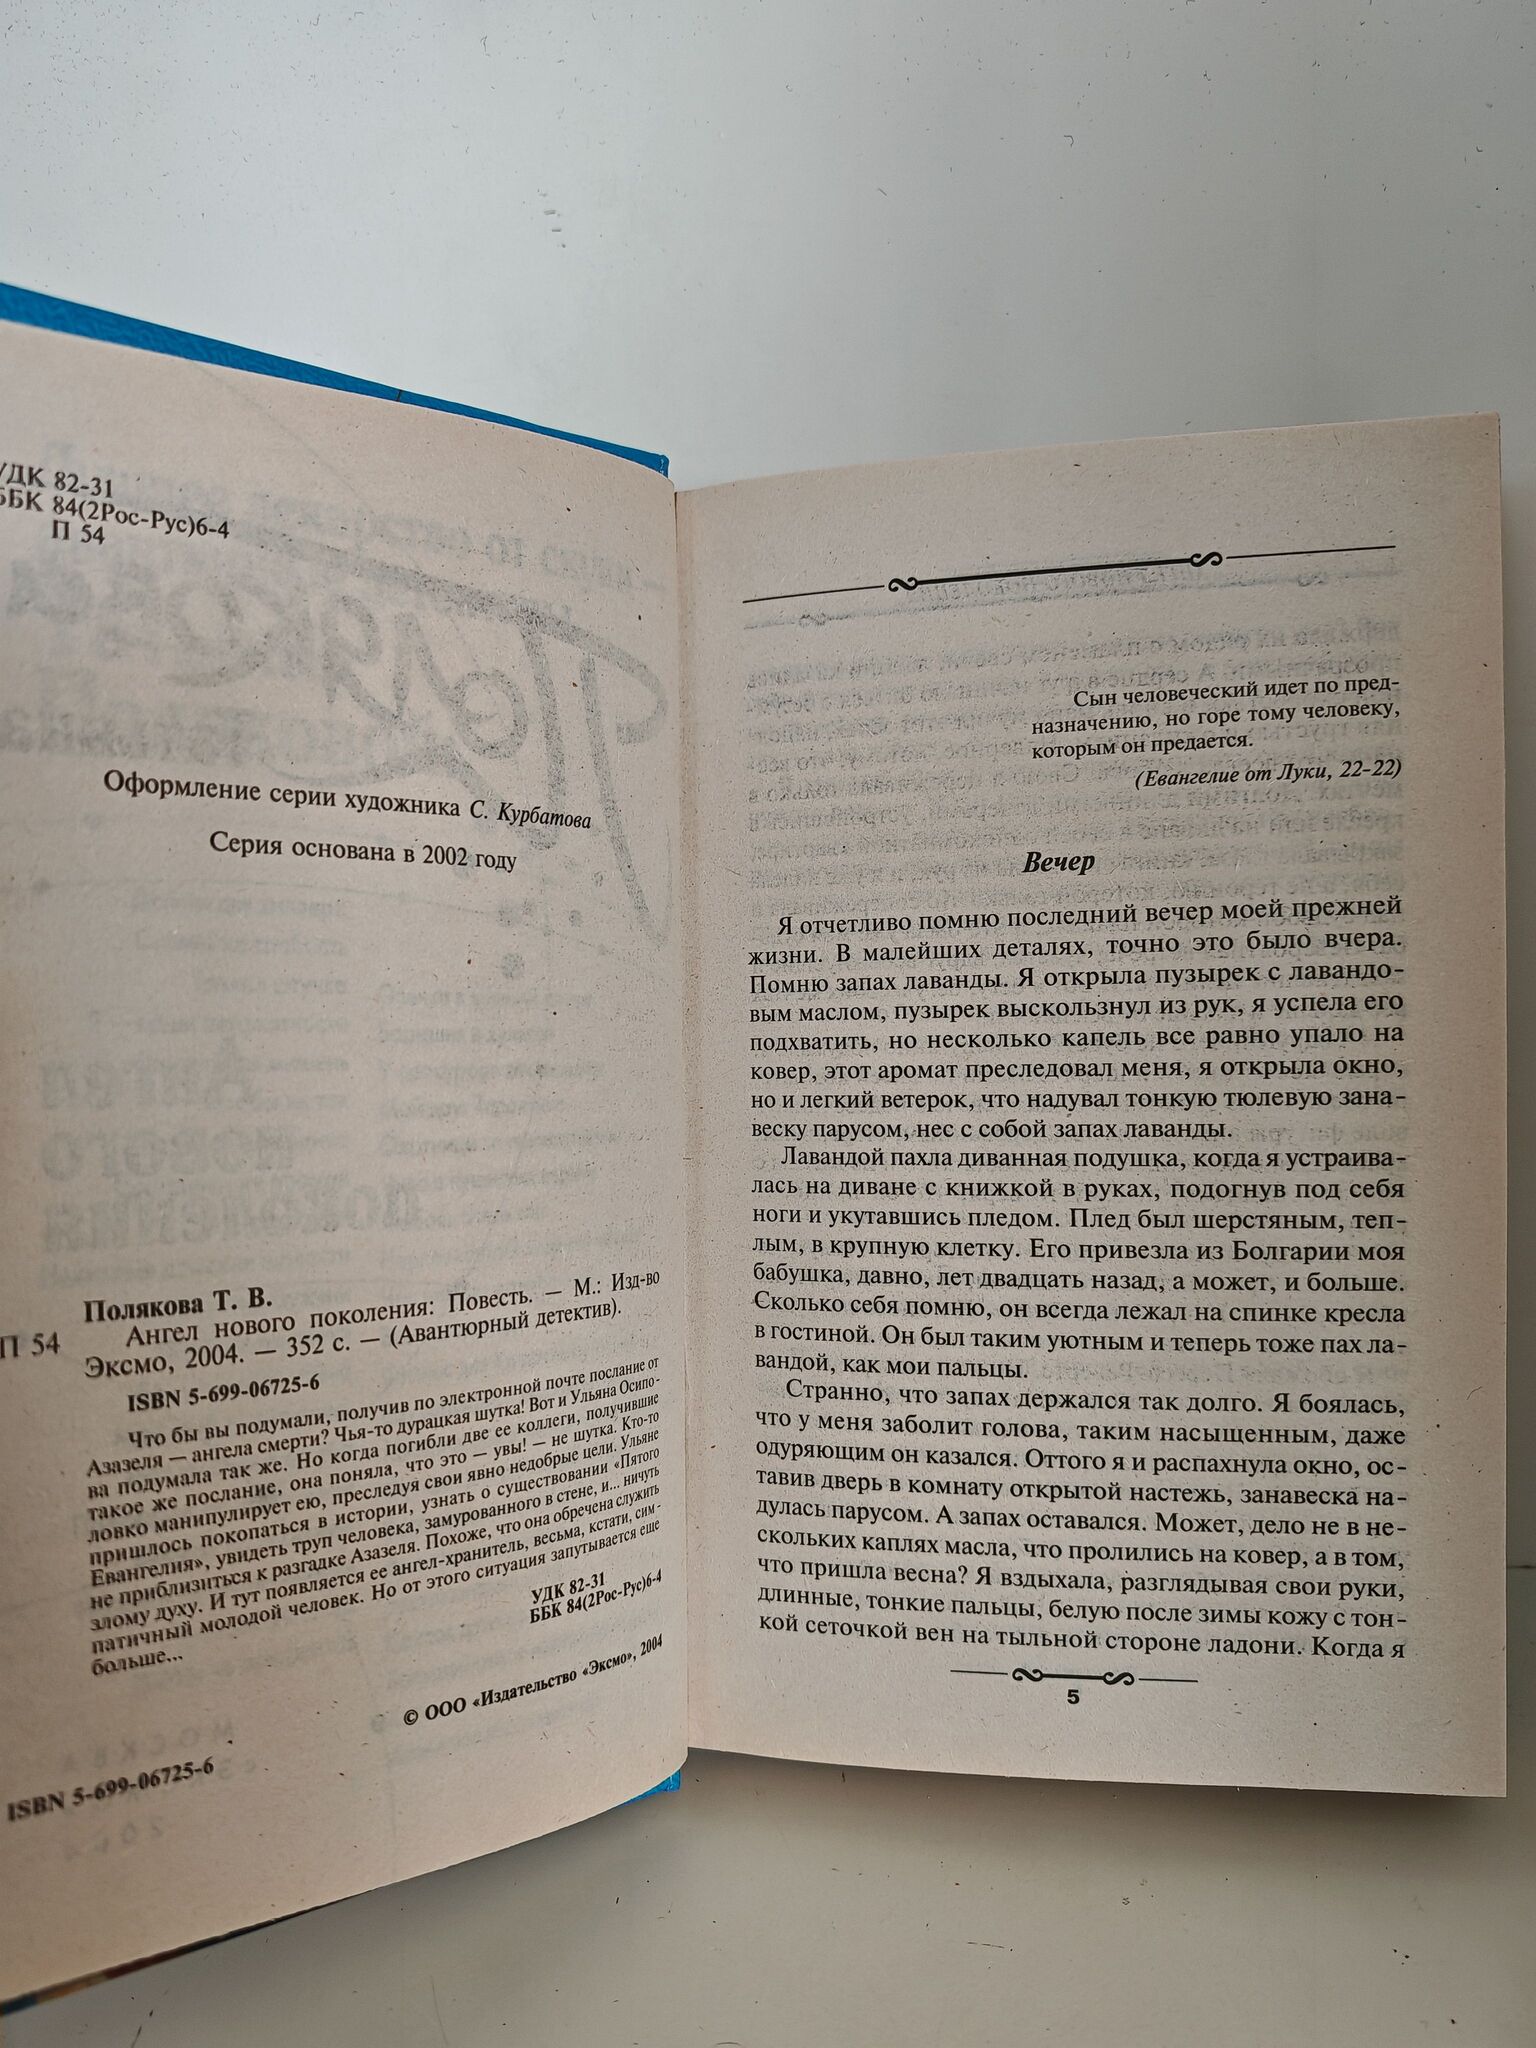 УДК 82-31
ББК 84(2Рос-Рус)6-4
П 54
Оформление серии художника С. Курбатова
Серия основана в 2002 году
Полякова Т. В.
П 54
Ангел нового поколения: Повесть. — М.: Изд-во
Эксмо, 2004. — 352 с. — (Авантюрный детектив).
ISBN 5-699-06725-6
Что бы вы подумали, получив по электронной почте послание от
Азазеля — ангела смерти? Чья-то дурацкая шутка! Вот и Ульяна Осипо-
ва подумала так же. Но когда погибли две ее коллеги, получившие
такое же послание, она поняла, что это — увы! — не шутка. Кто-то
ловко манипулирует ею, преследуя свои явно недобрые цели. Ульяне
пришлось покопаться в истории, узнать о существовании «Пятого
Евангелия», увидеть труп человека, замурованного в стене, и... ничуть
не приблизиться к разгадке Азазеля. Похоже, что она обречена служить
злому духу. И тут появляется ее ангел-хранитель, весьма, кстати, сим-
патичный молодой человек. Но от этого ситуация запутывается еще
больше...
УДК 82-31
ББК 84(2Рос-Рус)6-4
© ООО «Издательство «Эксмо», 2004
ISBN 5-699-06725-6
Сын человеческий идет по пред-
назначению, но горе тому человеку,
которым он предается.
(Евангелие от Луки, 22-22)
Вечер
Я отчетливо помню последний вечер моей прежней
жизни. В малейших деталях, точно это было вчера.
Помню запах лаванды. Я открыла пузырек с лавандо-
вым маслом, пузырек выскользнул из рук, я успела его
подхватить, но несколько капель все равно упало на
ковер, этот аромат преследовал меня, я открыла окно,
но и легкий ветерок, что надувал тонкую тюлевую зана-
веску парусом, нес с собой запах лаванды.
Лавандой пахла диванная подушка, когда я устраива-
лась на диване с книжкой в руках, подогнув под себя
ноги и укутавшись пледом. Плед был шерстяным, теп-
лым, в крупную клетку. Его привезла из Болгарии моя
бабушка, давно, лет двадцать назад, а может, и больше.
Сколько себя помню, он всегда лежал на спинке кресла
в гостиной. Он был таким уютным и теперь тоже пах ла-
вандой, как мои пальцы.
Странно, что запах держался так долго. Я боялась,
что у меня заболит голова, таким насыщенным, даже
одуряющим он казался. Оттого я и распахнула окно, ос-
тавив дверь в комнату открытой настежь, занавеска на-
дулась парусом. А запах оставался. Может, дело не в не-
скольких каплях масла, что пролились на ковер, а в том,
что пришла весна? Я вздыхала, разглядывая свои руки,
длинные, тонкие пальцы, белую после зимы кожу с тон-
кой сеточкой вен на тыльной стороне ладони. Когда я
5